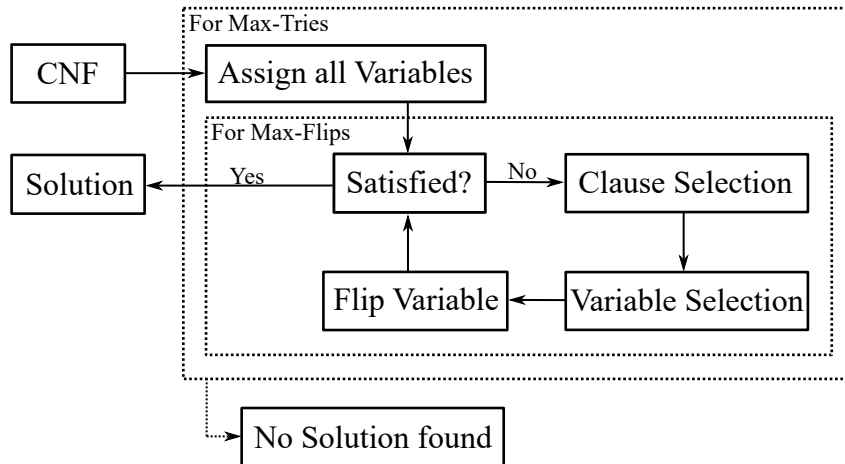 For Max-Tries
CNF
Assign all Variables
For Max-Flips
Solution
Yes
Satisfied?
No
Clause Selection
Flip Variable
Variable Selection
No Solution found